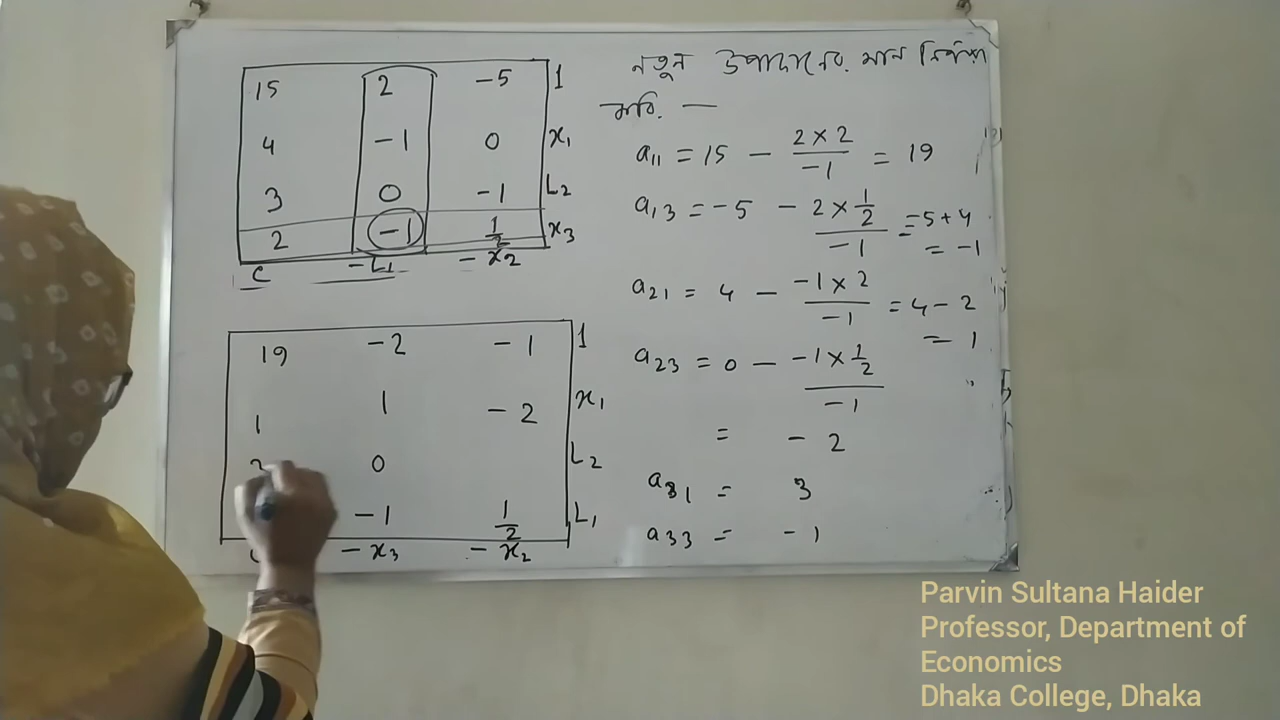 15 2 -5 1
4 -1 0 x₁
3 0 -1 L₂
2 -1 1/2 x₃
C -L₁ -x₂
19 -2 -1 1
1 1 -2 x₁
0 L₂
-1 1/2 L₁
-x₃ -x₂
নতুন উপাদানের মান নির্ণয়
করি. —
a₁₁ = 15 - (2×2)/(-1) = 19
a₁₃ = -5 - (2×1/2)/(-1) = -5+4
= -1
a₂₁ = 4 - (-1×2)/(-1) = 4-2
= 1
a₂₃ = 0 - (-1×1/2)/(-1)
= -2
a₃₁ = 3
a₃₃ = -1
Parvin Sultana Haider
Professor, Department of
Economics
Dhaka College, Dhaka